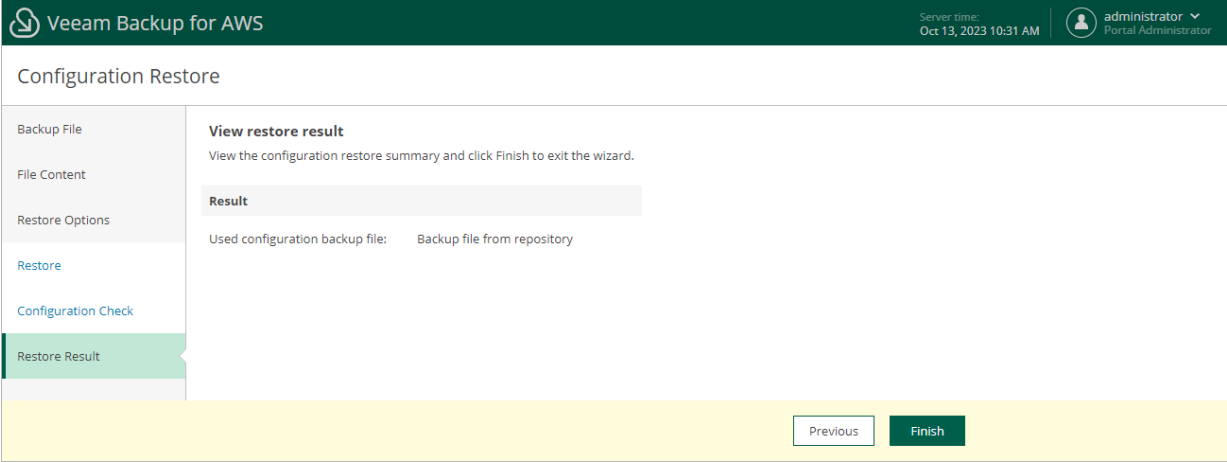 Veeam Backup for AWS
Server time:
Oct 13, 2023 10:31 AM
administrator
Portal Administrator
Configuration Restore
Backup File
File Content
Restore Options
Restore
Configuration Check
Restore Result
View restore result
View the configuration restore summary and click Finish to exit the wizard.
Result
Used configuration backup file: Backup file from repository
Previous
Finish